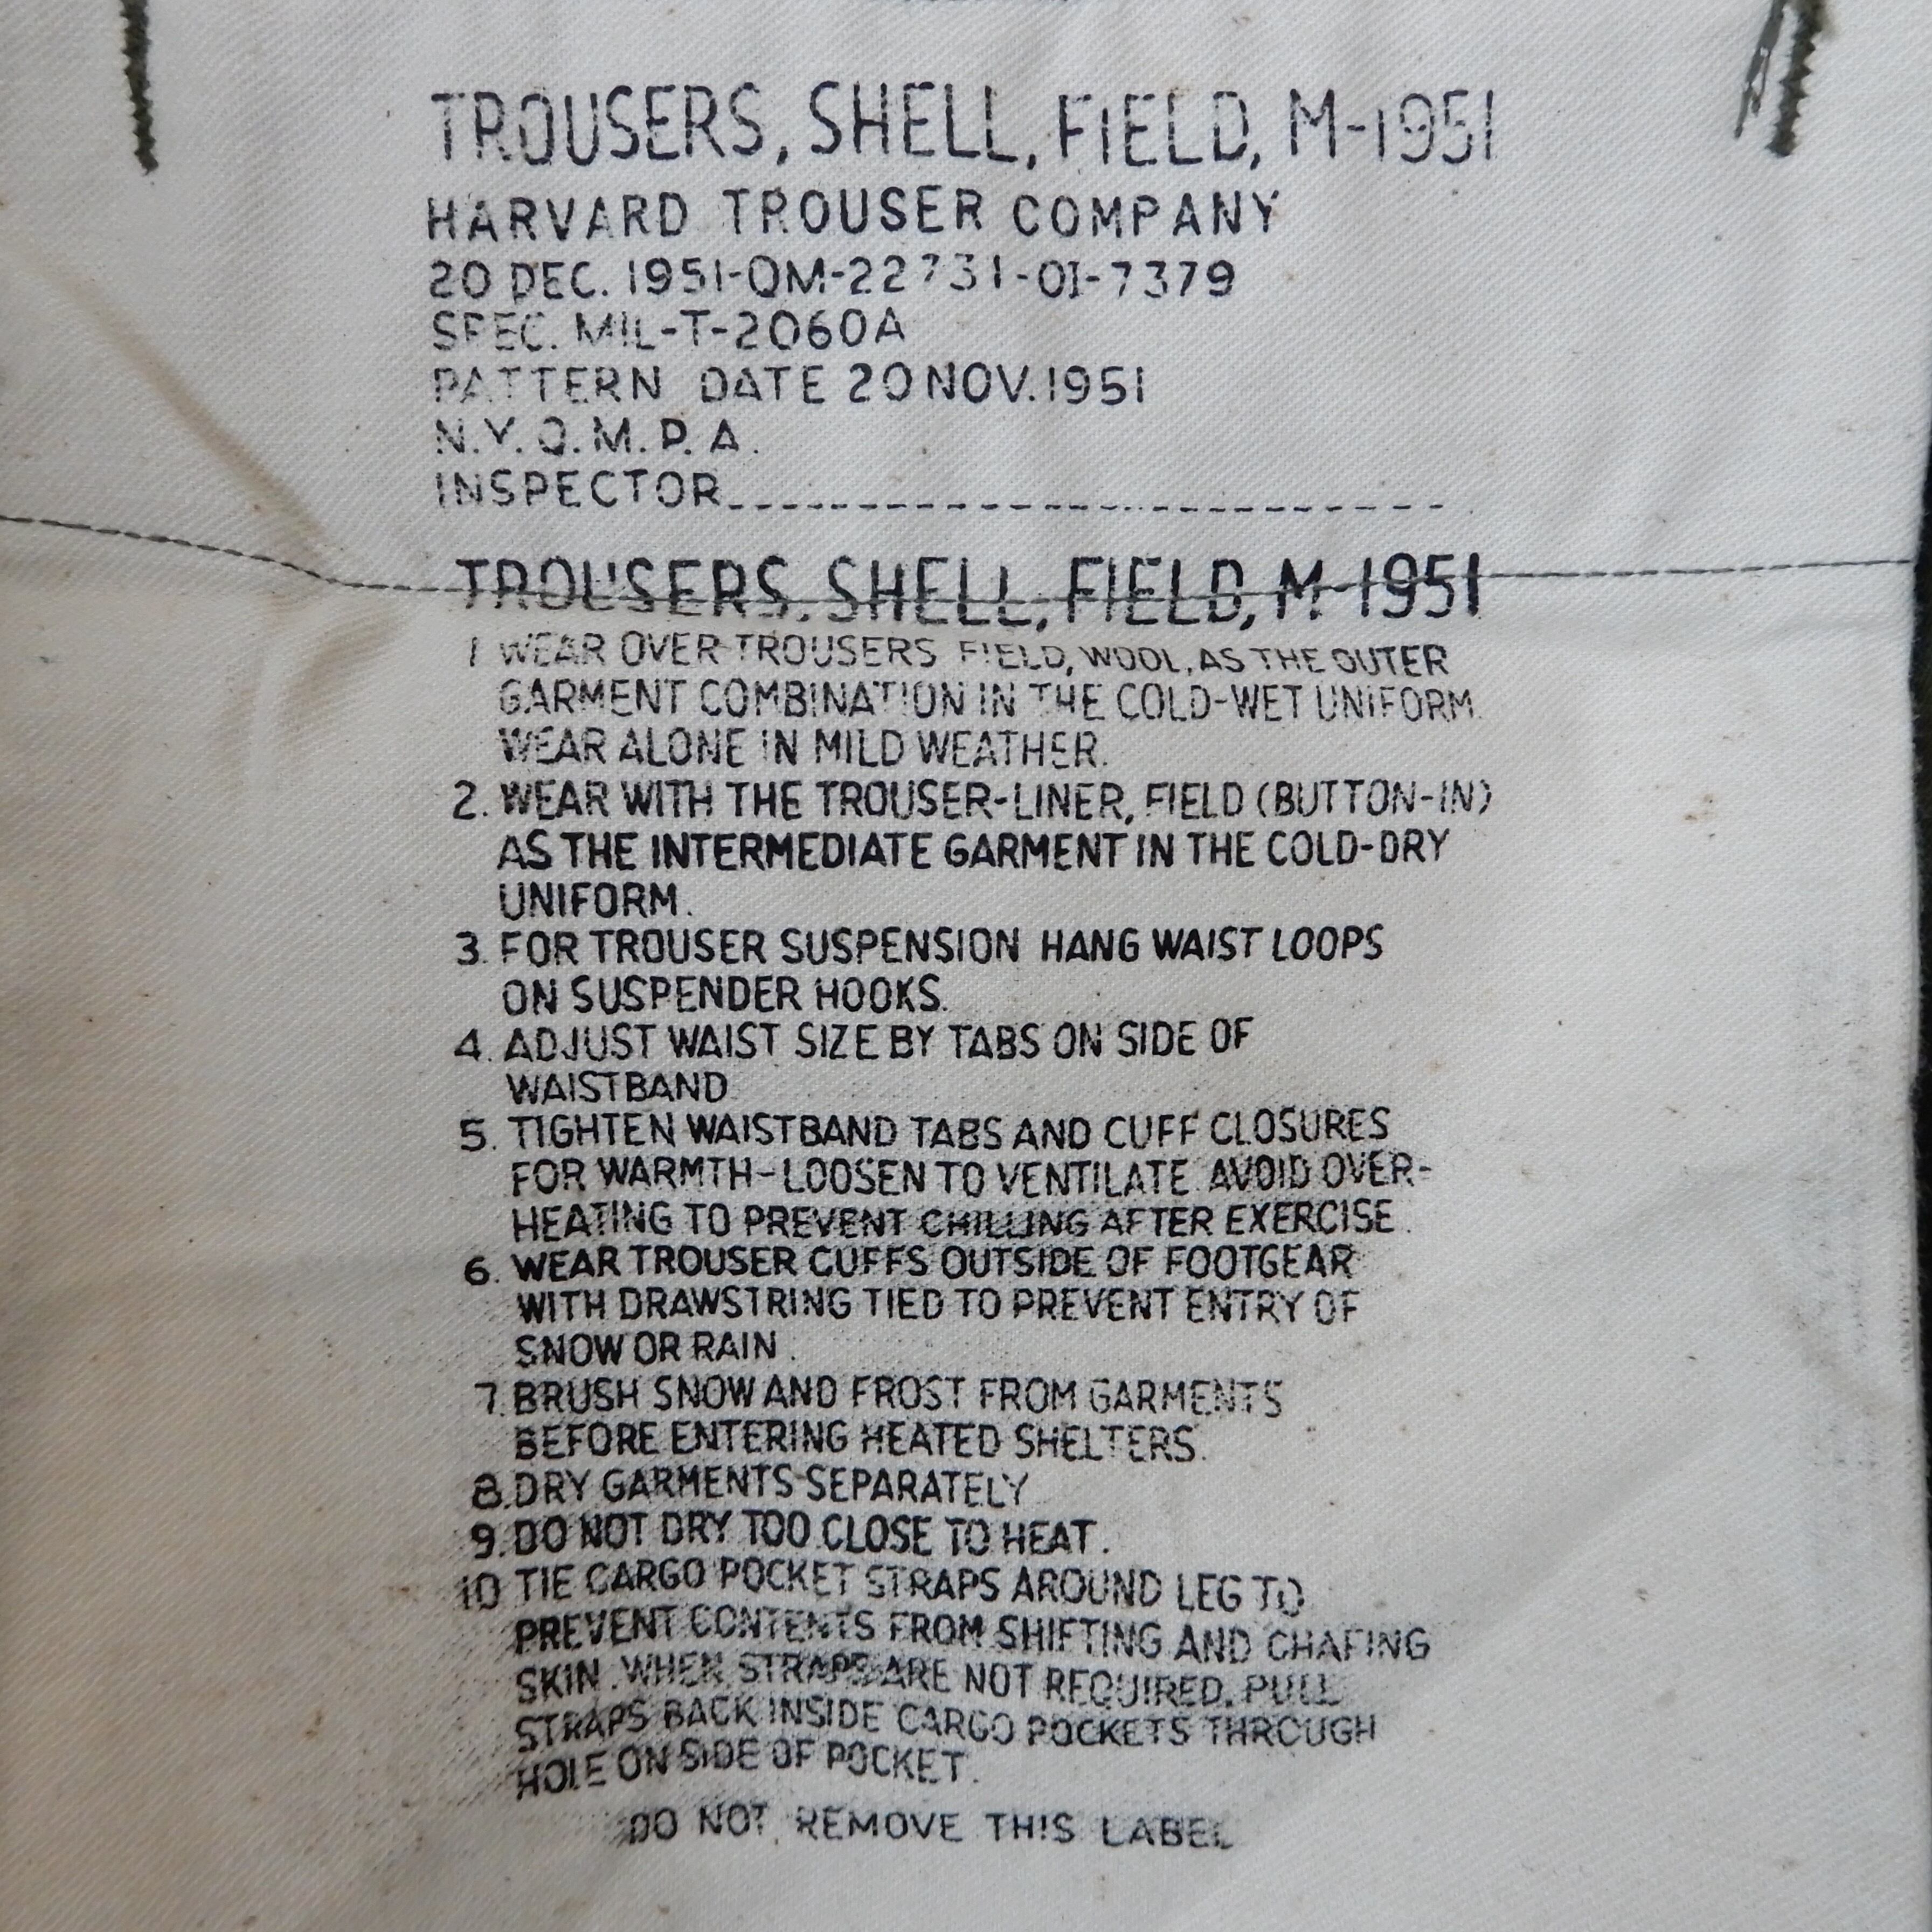 TROUSERS, SHELL, FIELD, M-1951
HARVARD TROUSER COMPANY
20 DEC. 1951-QM-22731-OI-7379
SPEC. MIL-T-2060A
PATTERN DATE 20 NOV. 1951
N.Y.Q.M.P.A.
INSPECTOR
TROUSERS, SHELL, FIELD, M-1951
1 WEAR OVER TROUSERS FIELD, WOOL, AS THE OUTER
GARMENT COMBINATION IN THE COLD-WET UNIFORM.
WEAR ALONE IN MILD WEATHER.
2. WEAR WITH THE TROUSER-LINER, FIELD (BUTTON-IN)
AS THE INTERMEDIATE GARMENT IN THE COLD-DRY
UNIFORM.
3. FOR TROUSER SUSPENSION HANG WAIST LOOPS
ON SUSPENDER HOOKS.
4. ADJUST WAIST SIZE BY TABS ON SIDE OF
WAISTBAND
5. TIGHTEN WAISTBAND TABS AND CUFF CLOSURES
FOR WARMTH-LOOSEN TO VENTILATE. AVOID OVER-
HEATING TO PREVENT CHILLING AFTER EXERCISE.
6. WEAR TROUSER CUFFS OUTSIDE OF FOOTGEAR
WITH DRAWSTRING TIED TO PREVENT ENTRY OF
SNOW OR RAIN.
7. BRUSH SNOW AND FROST FROM GARMENTS
BEFORE ENTERING HEATED SHELTERS.
8. DRY GARMENTS SEPARATELY
9. DO NOT DRY TOO CLOSE TO HEAT.
10 TIE CARGO POCKET STRAPS AROUND LEG TO
PREVENT CONTENTS FROM SHIFTING AND CHAFING
SKIN. WHEN STRAPS ARE NOT REQUIRED, PULL
STRAPS BACK INSIDE CARGO POCKETS THROUGH
HOLE ON SIDE OF POCKET.
DO NOT REMOVE THIS LABEL